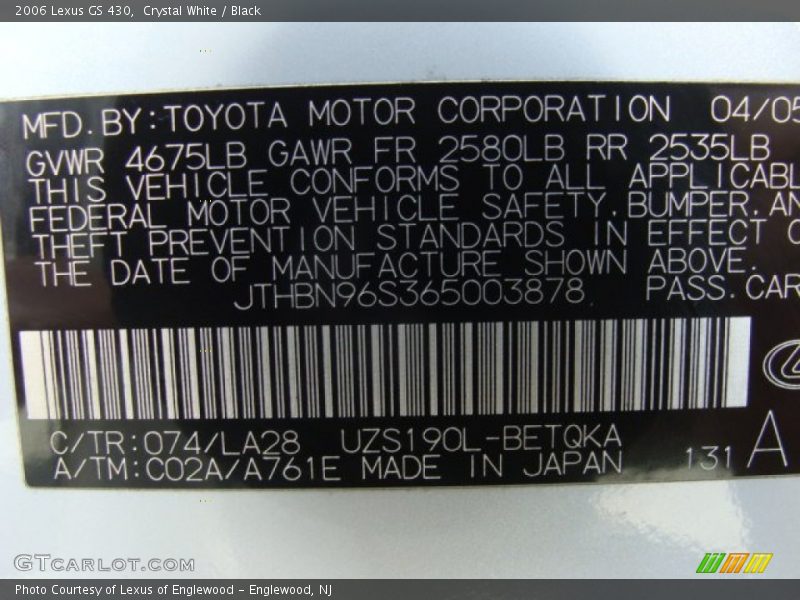 2006 Lexus GS 430, Crystal White / Black
MFD. BY: TOYOTA MOTOR CORPORATION 04/05
GVWR 4675LB GAWR FR 2580LB RR 2535LB
THIS VEHICLE CONFORMS TO ALL APPLICABL
FEDERAL MOTOR VEHICLE SAFETY, BUMPER, AN
THEFT PREVENTION STANDARDS IN EFFECT O
THE DATE OF MANUFACTURE SHOWN ABOVE.
JTHBN96S365003878 PASS. CAR
C/TR: 074/LA28 UZS190L-BETQKA
A/TM: C02A/A761E MADE IN JAPAN 131 A
GTCARLOT.COM
Photo Courtesy of Lexus of Englewood - Englewood, NJ